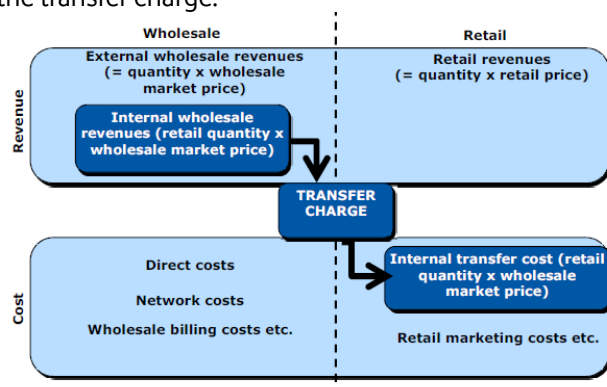 the transfer charge.
Wholesale
Retail
Revenue
External wholesale revenues
(= quantity x wholesale
market price)
Retail revenues
(= quantity x retail price)
Internal wholesale
revenues (retail quantity x
wholesale market price)
TRANSFER
CHARGE
Cost
Direct costs
Network costs
Wholesale billing costs etc.
Internal transfer cost (retail
quantity x wholesale
market price)
Retail marketing costs etc.